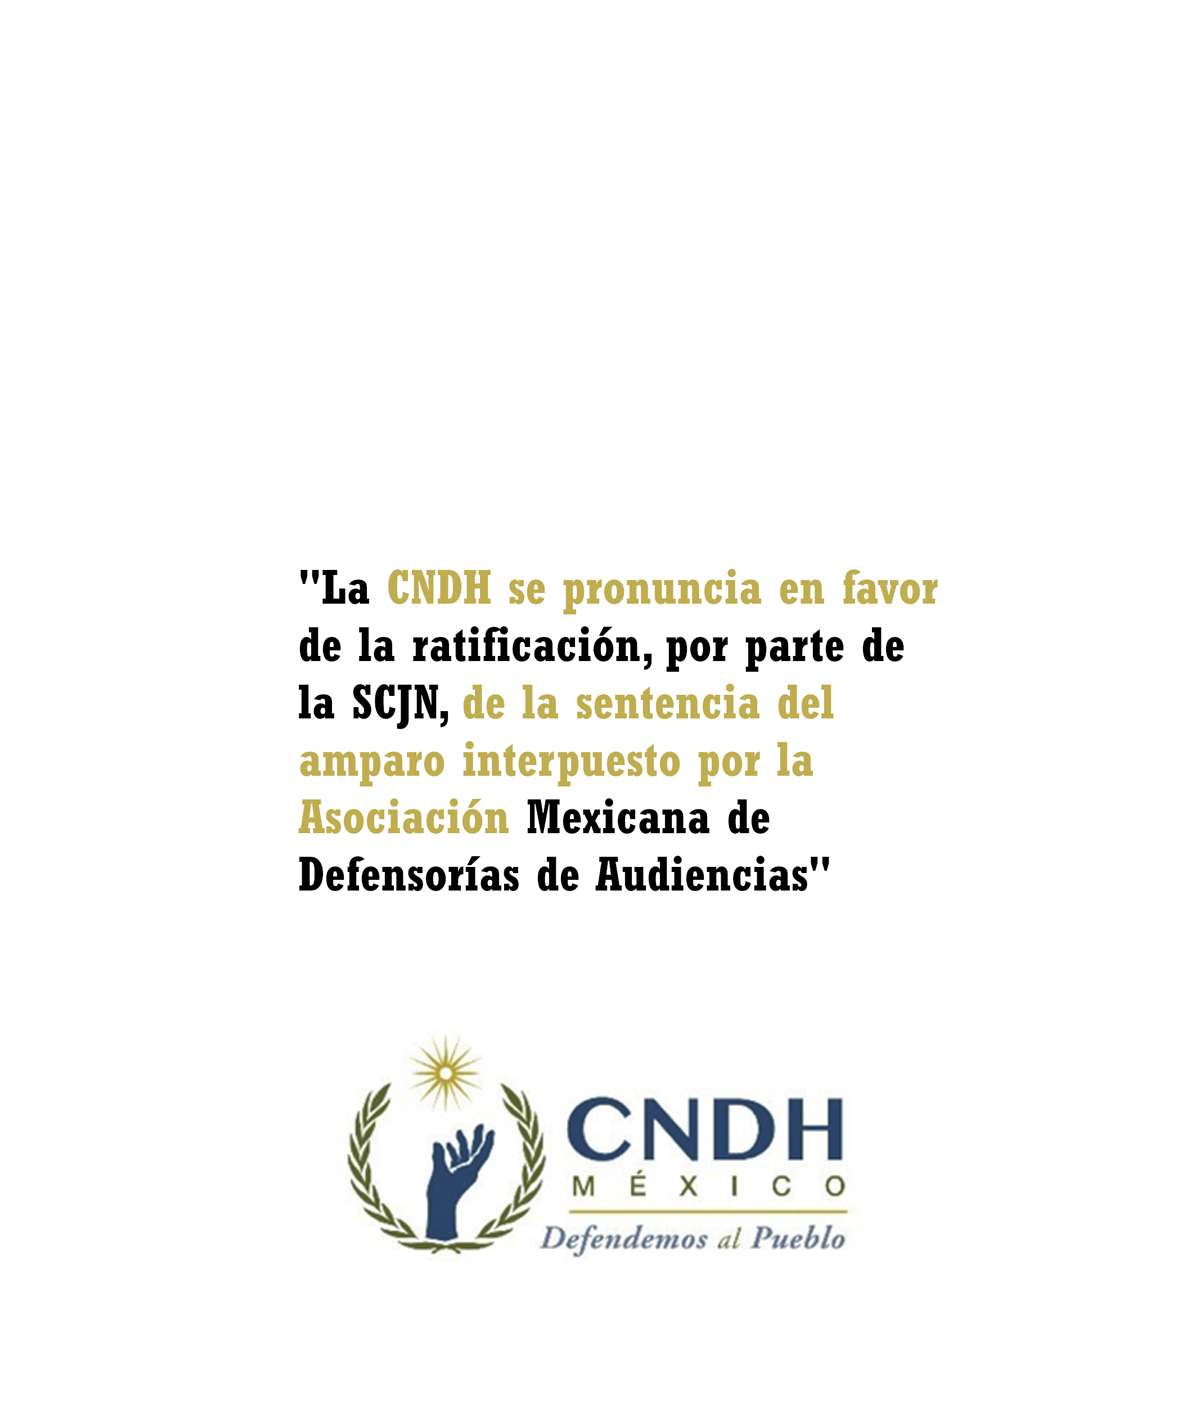 "La CNDH se pronuncia en favor
de la ratificación, por parte de
la SCJN, de la sentencia del
amparo interpuesto por la
Asociación Mexicana de
Defensorías de Audiencias"
CNDH
MÉXICO
Defendemos al Pueblo